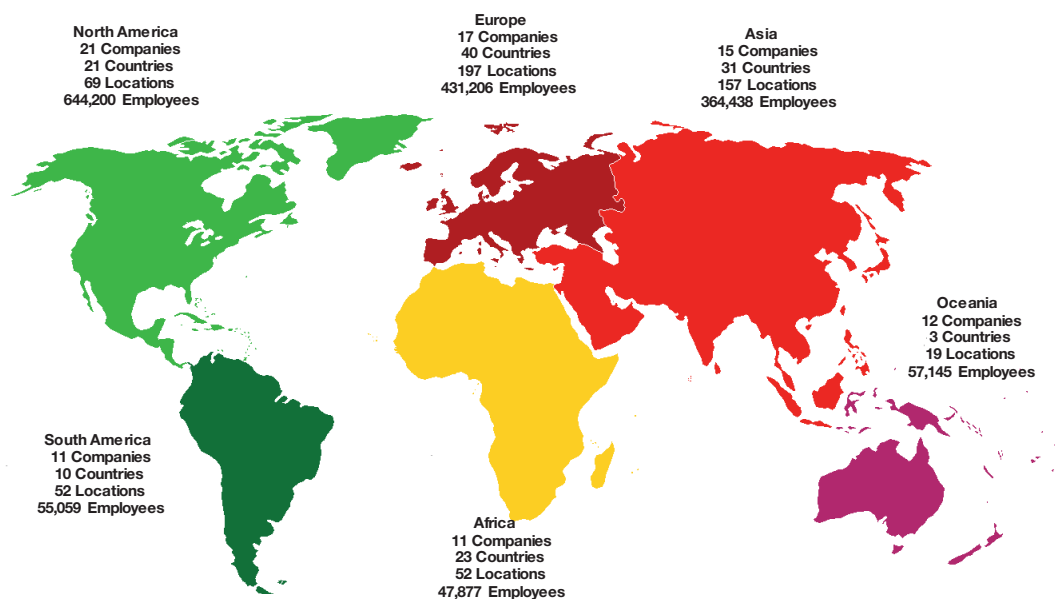 North America
21 Companies
21 Countries
69 Locations
644,200 Employees
Europe
17 Companies
40 Countries
197 Locations
431,206 Employees
Asia
15 Companies
31 Countries
157 Locations
364,438 Employees
Oceania
12 Companies
3 Countries
19 Locations
57,145 Employees
South America
11 Companies
10 Countries
52 Locations
55,059 Employees
Africa
11 Companies
23 Countries
52 Locations
47,877 Employees